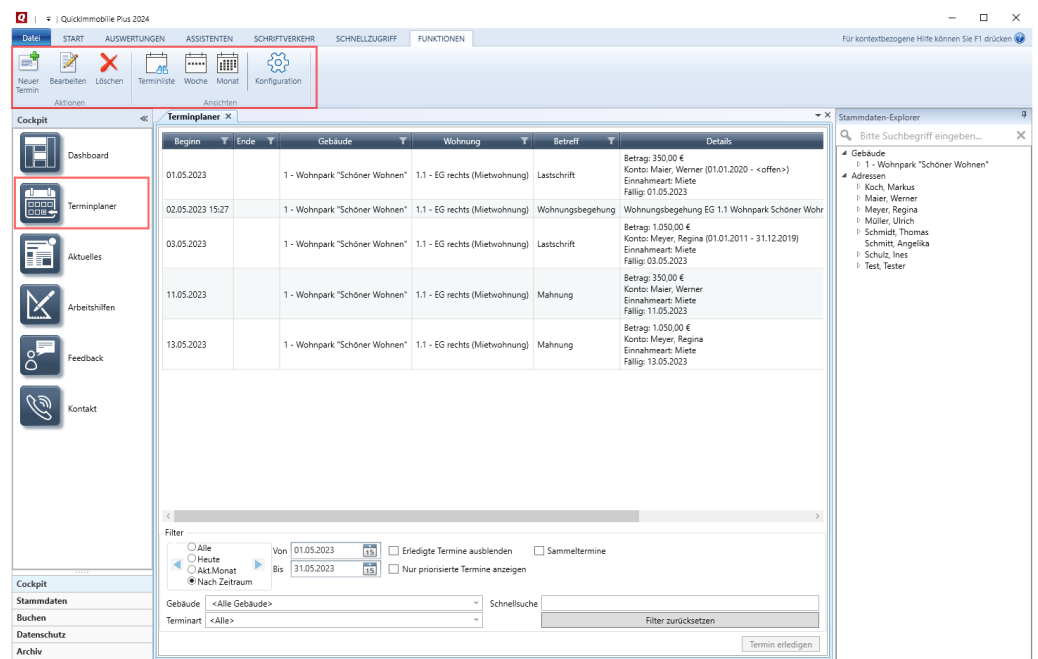 QuickImmobilie Plus 2024
Datei START AUSWERTUNGEN ASSISTENTEN SCHRIFTVERKEHR SCHNELLZUGRIFF FUNKTIONEN Für kontextbezogene Hilfe können Sie F1 drücken
Neuer Termin Bearbeiten Löschen Terminliste Woche Monat Konfiguration
Aktionen Ansichten
Cockpit
Dashboard
Terminplaner
Aktuelles
Arbeitshilfen
Feedback
Kontakt
Cockpit
Stammdaten
Buchen
Datenschutz
Archiv
Terminplaner
Beginn Ende Gebäude Wohnung Betreff Details
01.05.2023 1 - Wohnpark "Schöner Wohnen" 1.1 - EG rechts (Mietwohnung) Lastschrift
Betrag: 350,00 €
Konto: Maier, Werner (01.01.2020 - <offen>)
Einnahmeart: Miete
Fällig: 01.05.2023
02.05.2023 15:27 1 - Wohnpark "Schöner Wohnen" 1.1 - EG rechts (Mietwohnung) Wohnungsbegehung Wohnungsbegehung EG 1.1 Wohnpark Schöner Wohr
03.05.2023 1 - Wohnpark "Schöner Wohnen" 1.1 - EG rechts (Mietwohnung) Lastschrift
Betrag: 1.050,00 €
Konto: Meyer, Regina (01.01.2011 - 31.12.2019)
Einnahmeart: Miete
Fällig: 03.05.2023
11.05.2023 1 - Wohnpark "Schöner Wohnen" 1.1 - EG rechts (Mietwohnung) Mahnung
Betrag: 350,00 €
Konto: Maier, Werner
Einnahmeart: Miete
Fällig: 11.05.2023
13.05.2023 1 - Wohnpark "Schöner Wohnen" 1.1 - EG rechts (Mietwohnung) Mahnung
Betrag: 1.050,00 €
Konto: Meyer, Regina
Einnahmeart: Miete
Fällig: 13.05.2023
Filter
Alle
Heute
Akt.Monat
Nach Zeitraum
Von 01.05.2023 15 Erledigte Termine ausblenden Sammeltermine
Bis 31.05.2023 15 Nur priorisierte Termine anzeigen
Gebäude <Alle Gebäude> Schnellsuche
Terminart <Alle> Filter zurücksetzen
Termin erledigen
Stammdaten-Explorer
Bitte Suchbegriff eingeben...
Gebäude
1 - Wohnpark "Schöner Wohnen"
Adressen
Koch, Markus
Maier, Werner
Meyer, Regina
Müller, Ulrich
Schmidt, Thomas
Schmitt, Angelika
Schulz, Ines
Test, Tester